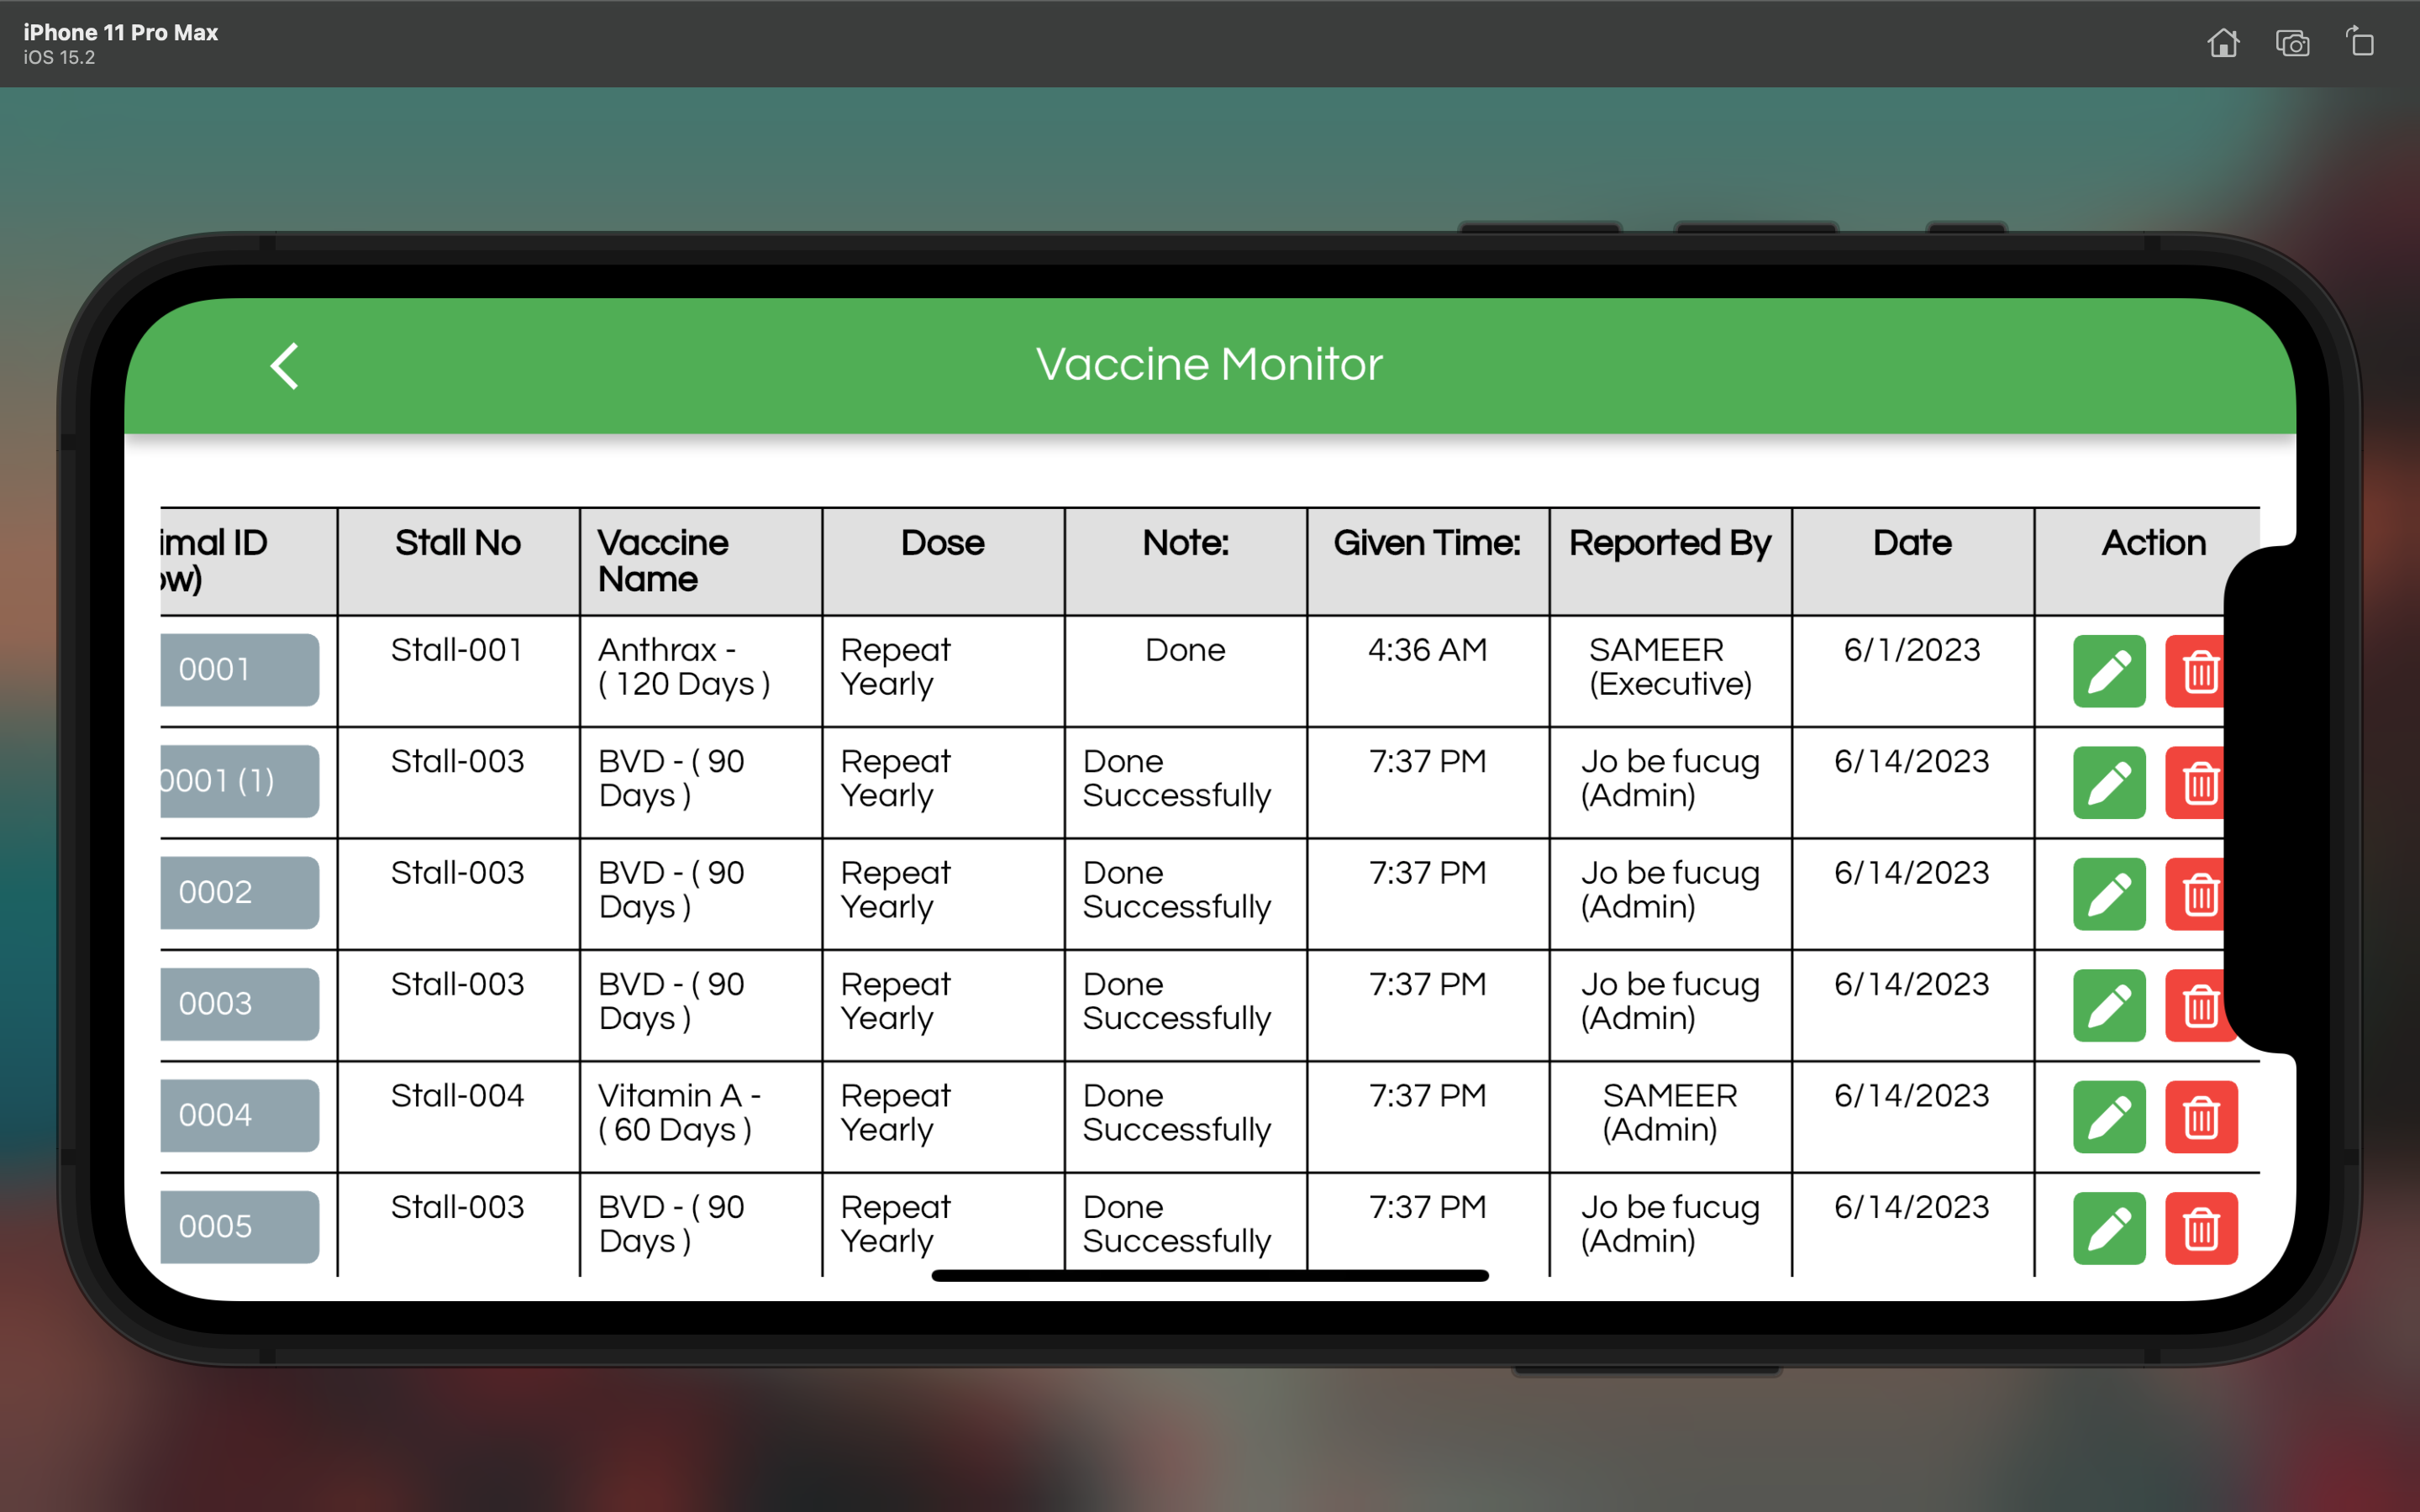 iPhone 11 Pro Max
iOS 15.2
Vaccine Monitor
imal ID Stall No Vaccine Dose Note: Given Time: Reported By Date Action
ow) Name
0001 Stall-001 Anthrax - Repeat Done 4:36 AM SAMEER 6/1/2023
( 120 Days ) Yearly (Executive)
0001 (1) Stall-003 BVD - ( 90 Repeat Done 7:37 PM Jo be fucug 6/14/2023
Days ) Yearly Successfully (Admin)
0002 Stall-003 BVD - ( 90 Repeat Done 7:37 PM Jo be fucug 6/14/2023
Days ) Yearly Successfully (Admin)
0003 Stall-003 BVD - ( 90 Repeat Done 7:37 PM Jo be fucug 6/14/2023
Days ) Yearly Successfully (Admin)
0004 Stall-004 Vitamin A - Repeat Done 7:37 PM SAMEER 6/14/2023
( 60 Days ) Yearly Successfully (Admin)
0005 Stall-003 BVD - ( 90 Repeat Done 7:37 PM Jo be fucug 6/14/2023
Days ) Yearly Successfully (Admin)